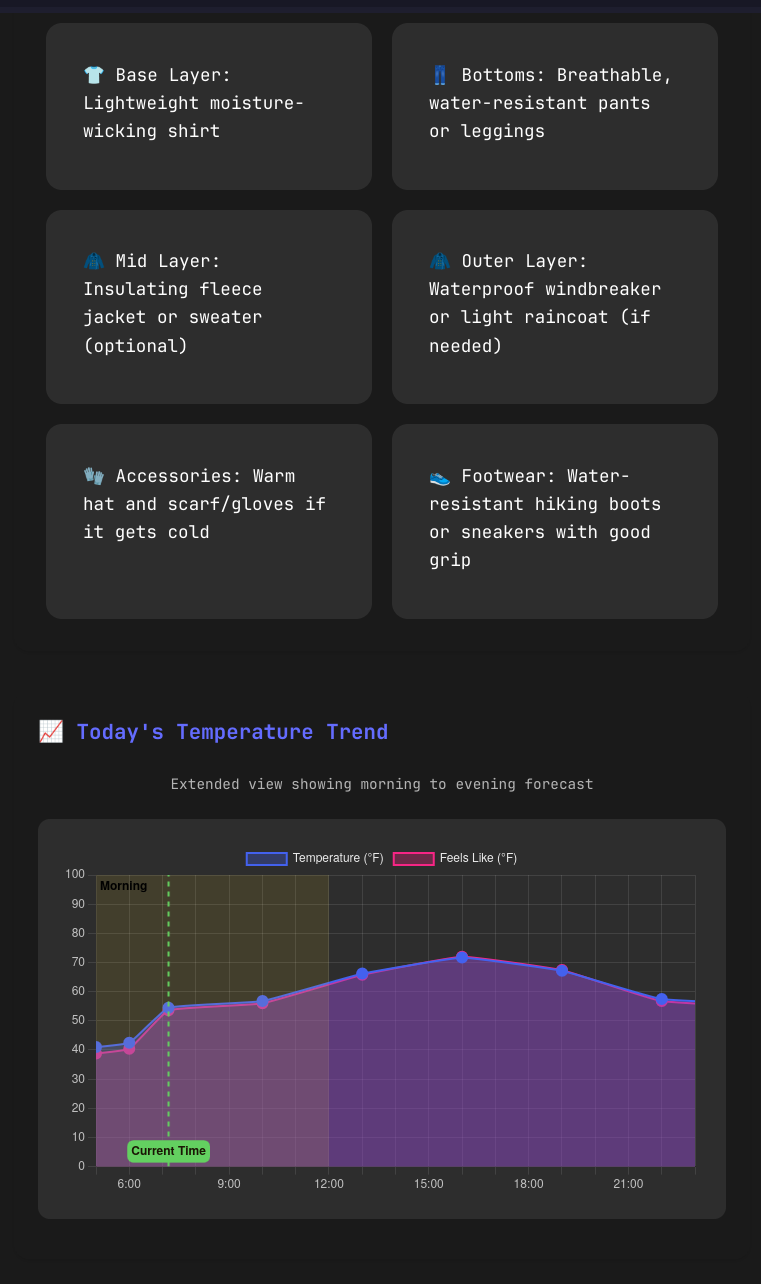 👕 Base Layer:
Lightweight moisture-
wicking shirt
👖 Bottoms: Breathable,
water-resistant pants
or leggings
🧥 Mid Layer:
Insulating fleece
jacket or sweater
(optional)
🧥 Outer Layer:
Waterproof windbreaker
or light raincoat (if
needed)
🧤 Accessories: Warm
hat and scarf/gloves if
it gets cold
👟 Footwear: Water-
resistant hiking boots
or sneakers with good
grip
📈 Today's Temperature Trend
Extended view showing morning to evening forecast
Temperature (°F) Feels Like (°F)
100
Morning
90
80
70
60
50
40
30
20
10
Current Time
0
6:00 9:00 12:00 15:00 18:00 21:00